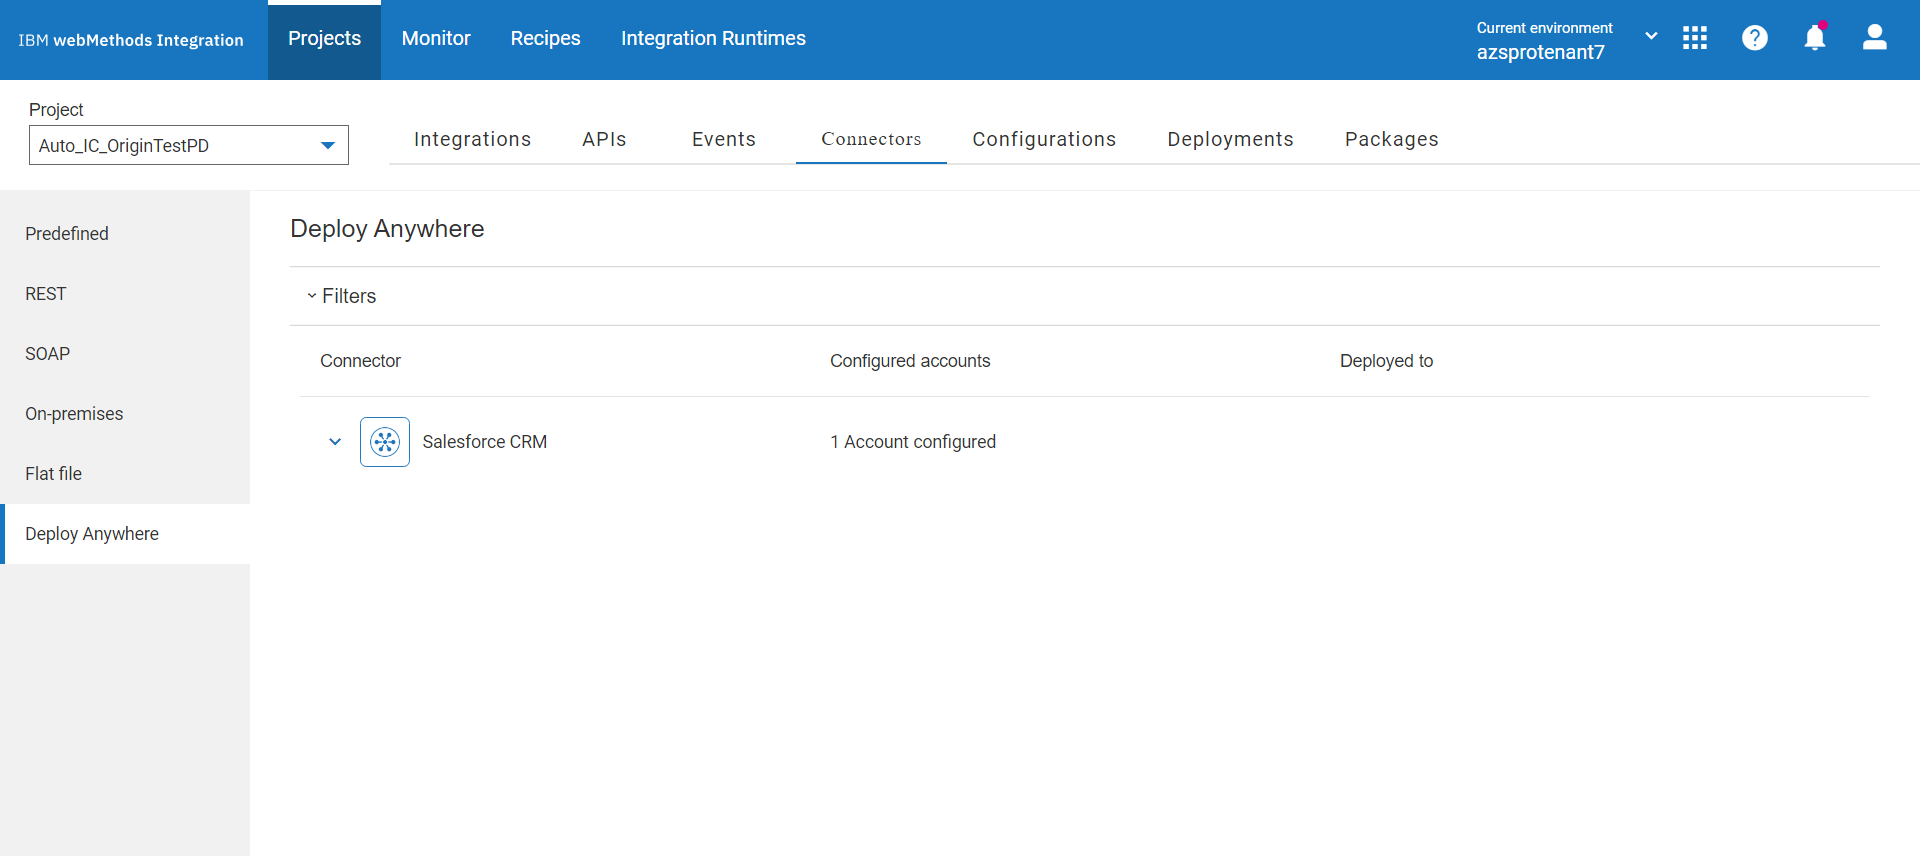 IBM webMethods Integration
Projects
Monitor
Recipes
Integration Runtimes
Current environment
azsprotenant7
Project
Auto_IC_OriginTestPD
Integrations
APIs
Events
Connectors
Configurations
Deployments
Packages
Predefined
REST
SOAP
On-premises
Flat file
Deploy Anywhere
Deploy Anywhere
Filters
Connector
Configured accounts
Deployed to
Salesforce CRM
1 Account configured